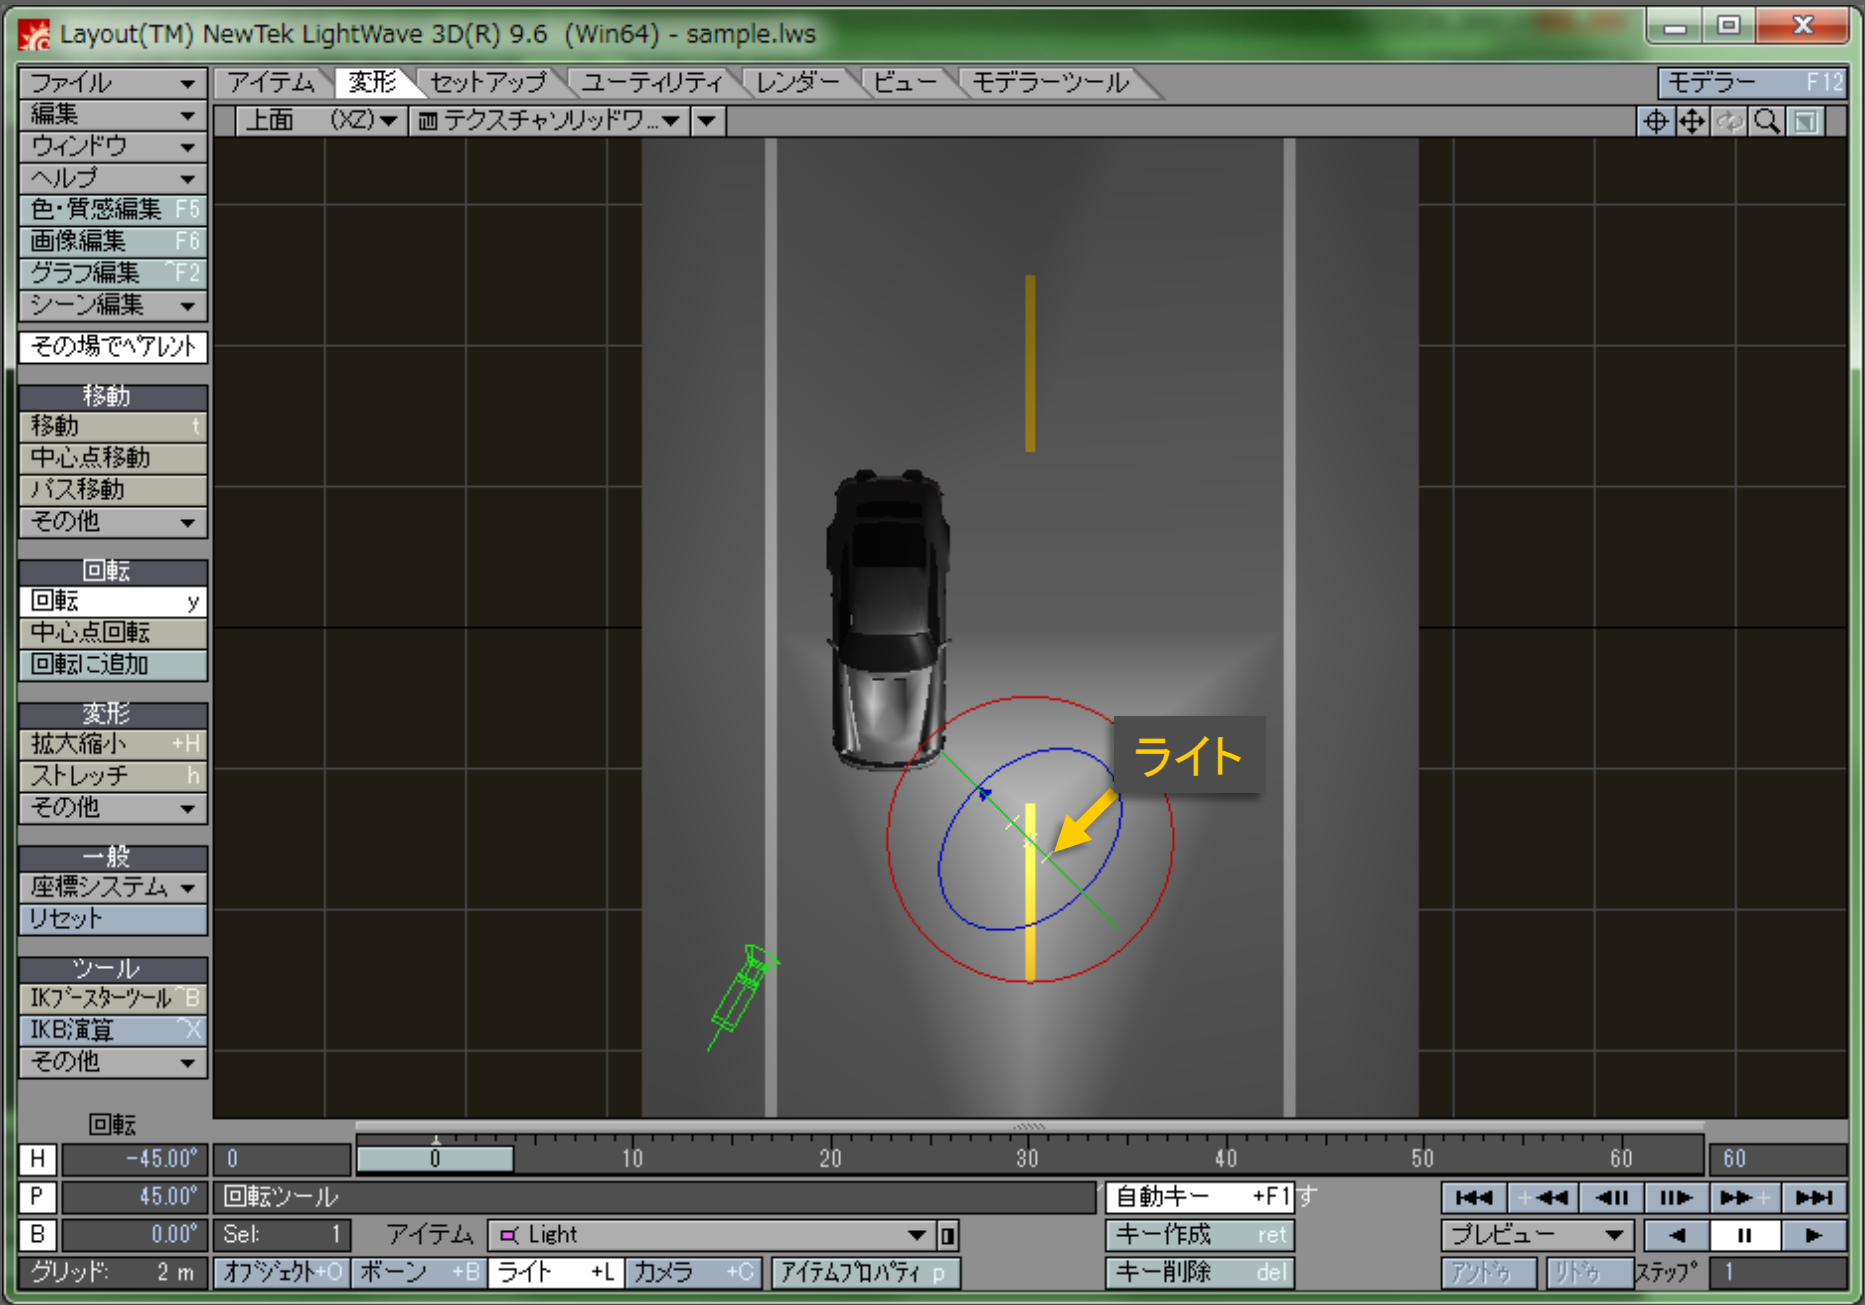 Layout(TM) NewTek LightWave 3D(R) 9.6 (Win64) - sample.lws
ファイル
アイテム 変形 セットアップ ユーティリティ レンダー ビュー モデラーツール
モデラー F12
編集
上面 (XZ) テクスチャソリッドワ...
ウィンドウ
ヘルプ
色・質感編集 F5
画像編集 F6
グラフ編集 ^F2
シーン編集
その場でペアレント
移動
移動 t
中心点移動
パス移動
その他
回転
回転 y
中心点回転
回転に追加
変形
拡大縮小 +H
ストレッチ h
その他
一般
座標システム
リセット
ツール
IKブースターツール ^B
IKB演算 ^X
その他
ライト
回転
H -45.00° 0 0 10 20 30 40 50 60 60
P 45.00° 回転ツール 自動キー +F1 す
B 0.00° Sel: 1 アイテム Light キー作成 ret プレビュー
グリッド: 2 m オブジェクト +O ボーン +B ライト +L カメラ +C アイテムプロパティ p キー削除 del アンドゥ リドゥ ステップ 1